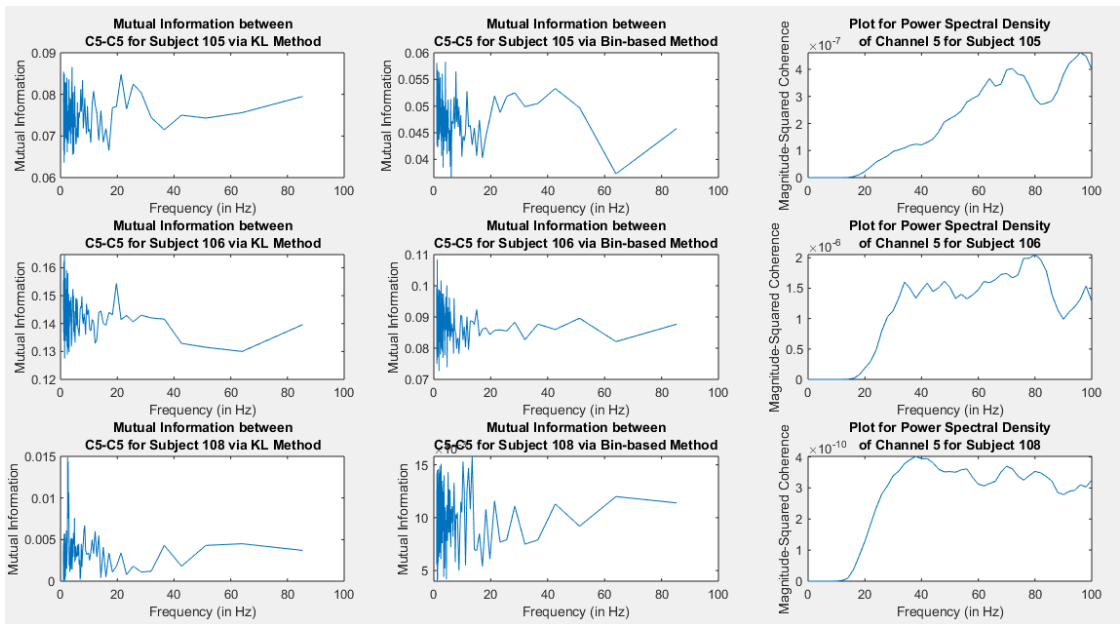 Mutual Information between
C5-C5 for Subject 105 via KL Method
Mutual Information
0.09
0.08
0.07
0.06
0 20 40 60 80 100
Frequency (in Hz)
Mutual Information between
C5-C5 for Subject 105 via Bin-based Method
Mutual Information
0.06
0.05
0.045
0.04
0 20 40 60 80 100
Frequency (in Hz)
Plot for Power Spectral Density
of Channel 5 for Subject 105
Magnitude-Squared Coherence
×10-7
4
3
2
1
0
0 20 40 60 80 100
Frequency (in Hz)
Mutual Information between
C5-C5 for Subject 106 via KL Method
Mutual Information
0.16
0.15
0.14
0.13
0.12
0 20 40 60 80 100
Frequency (in Hz)
Mutual Information between
C5-C5 for Subject 106 via Bin-based Method
Mutual Information
0.11
0.1
0.09
0.08
0.07
0 20 40 60 80 100
Frequency (in Hz)
Plot for Power Spectral Density
of Channel 5 for Subject 106
Magnitude-Squared Coherence
×10-6
2
1.5
1
0.5
0
0 20 40 60 80 100
Frequency (in Hz)
Mutual Information between
C5-C5 for Subject 108 via KL Method
Mutual Information
0.015
0.01
0.005
0
0 20 40 60 80 100
Frequency (in Hz)
Mutual Information between
C5-C5 for Subject 108 via Bin-based Method
Mutual Information
15
10
5
0 20 40 60 80 100
Frequency (in Hz)
Plot for Power Spectral Density
of Channel 5 for Subject 108
Magnitude-Squared Coherence
×10-10
4
3
2
1
0
0 20 40 60 80 100
Frequency (in Hz)